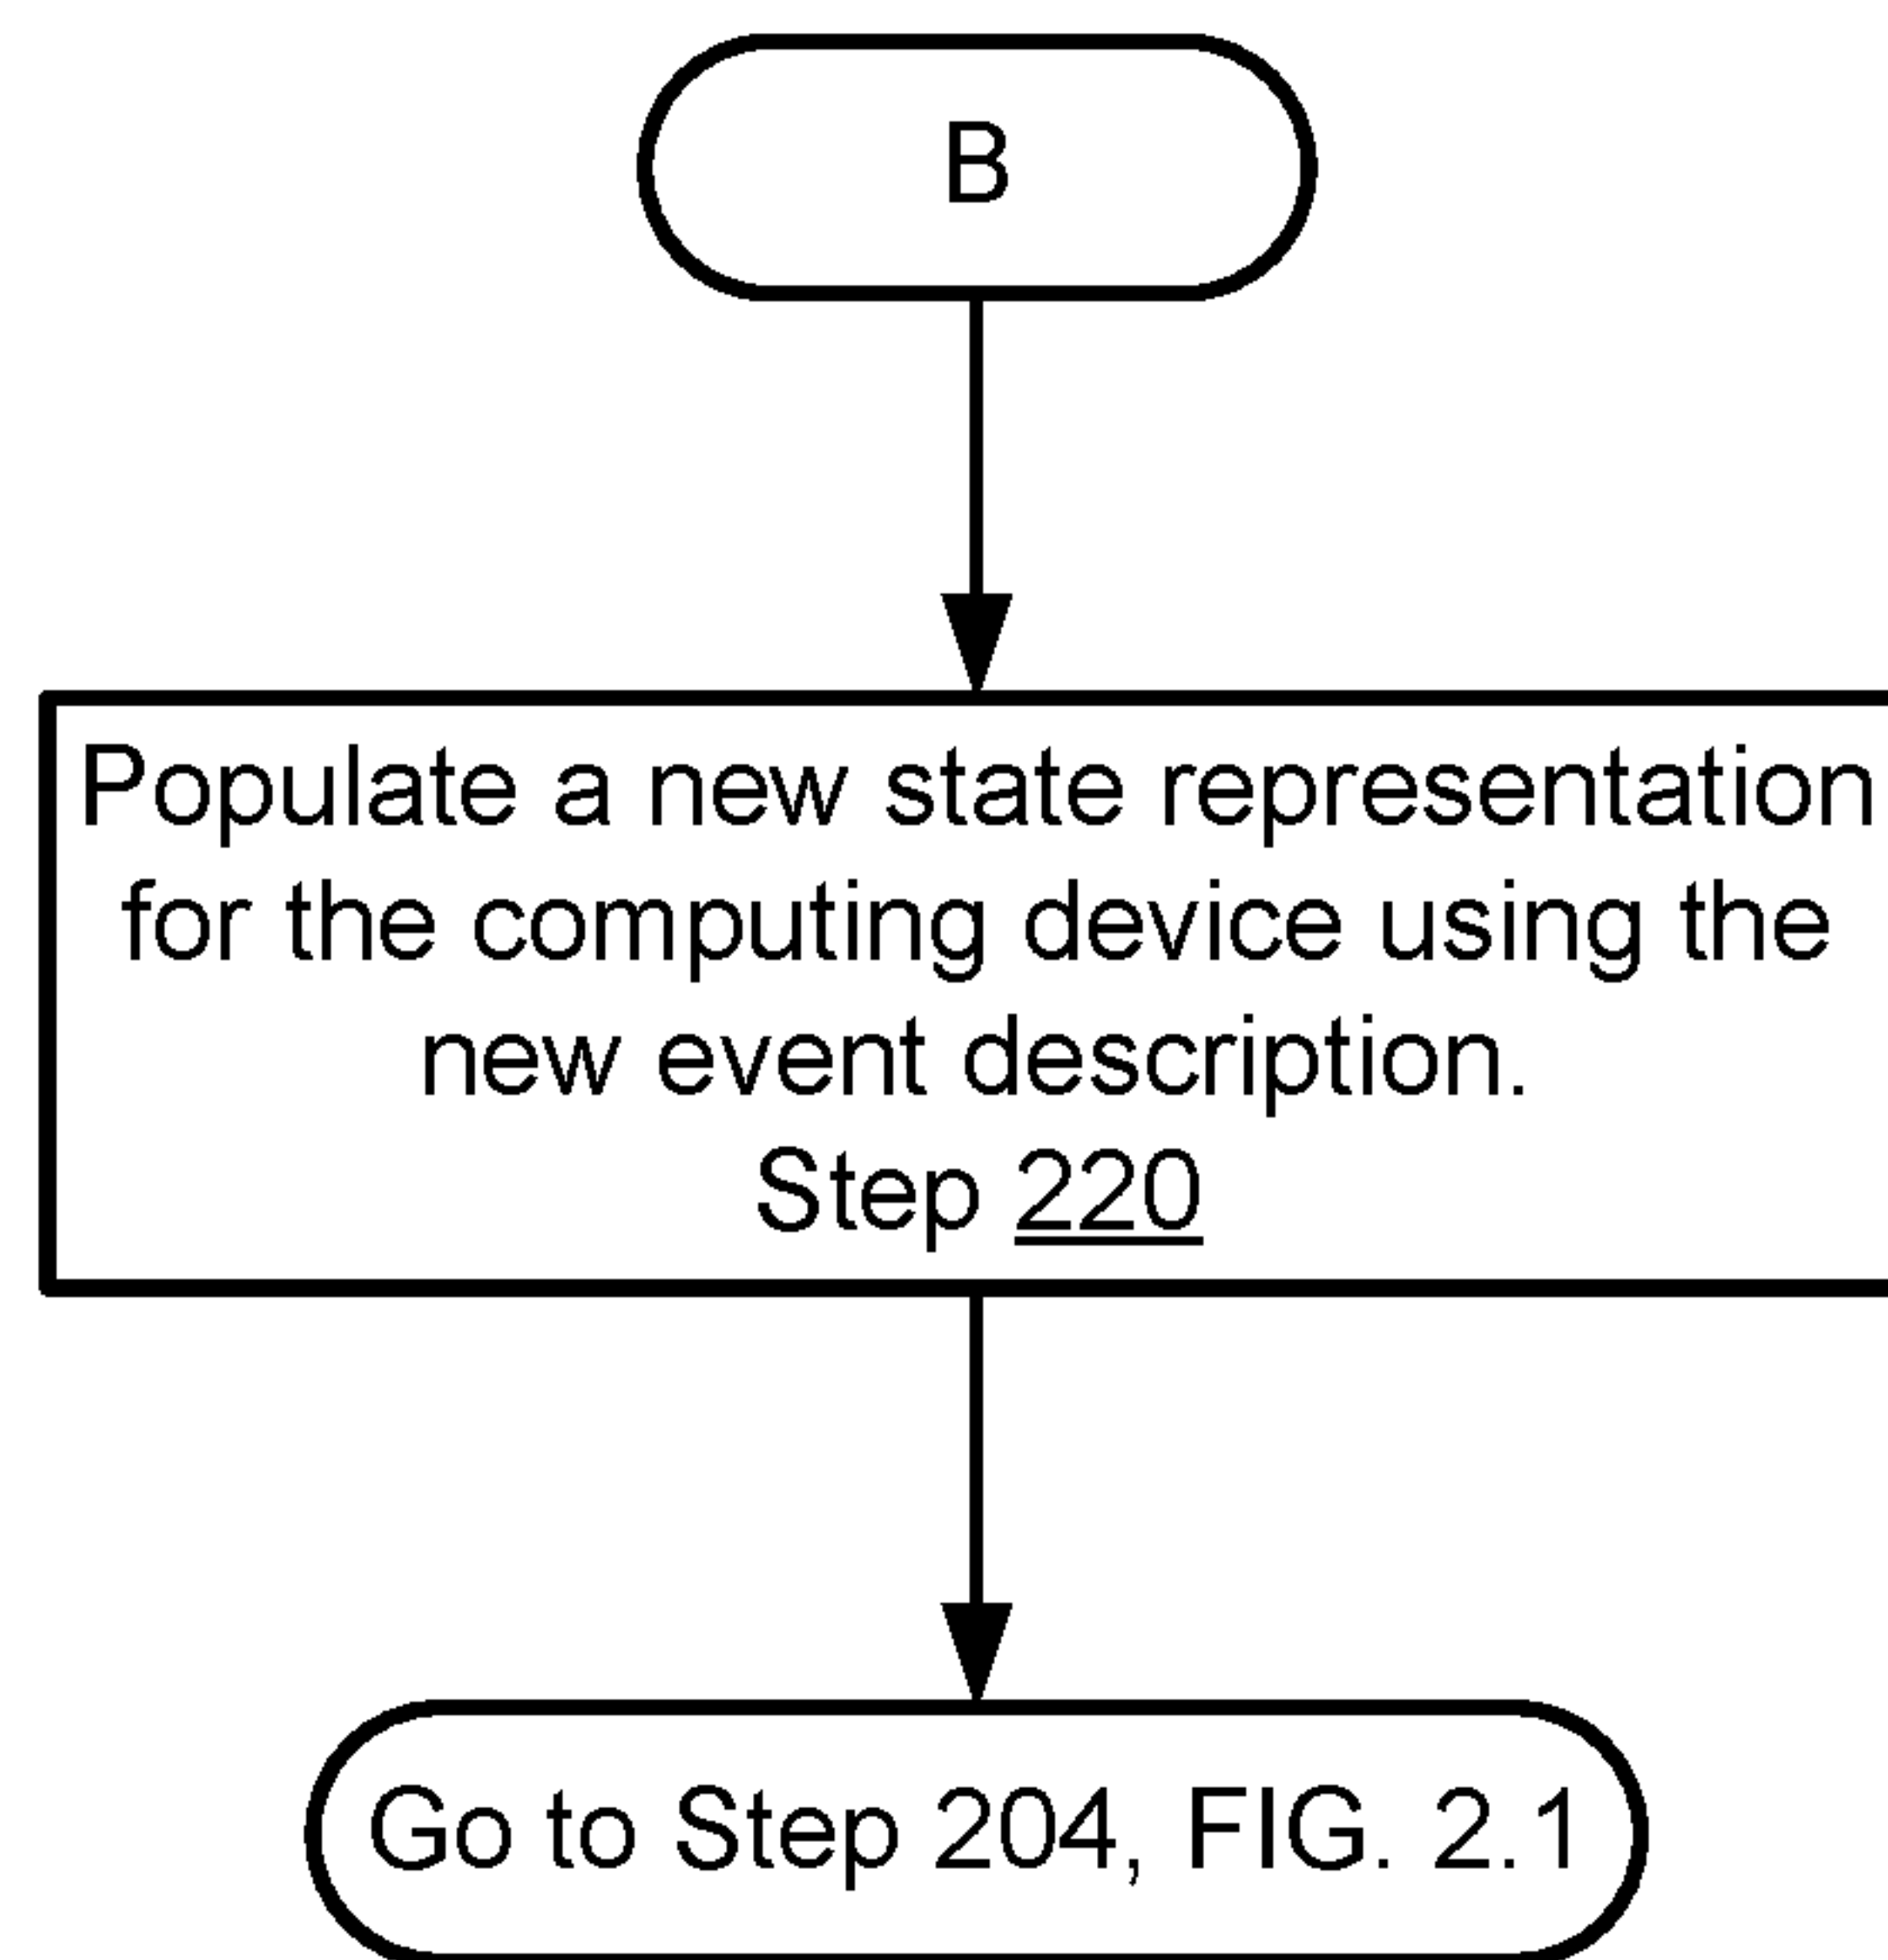 B
Populate a new state representation
for the computing device using the
new event description.
Step 220
Go to Step 204, FIG. 2.1